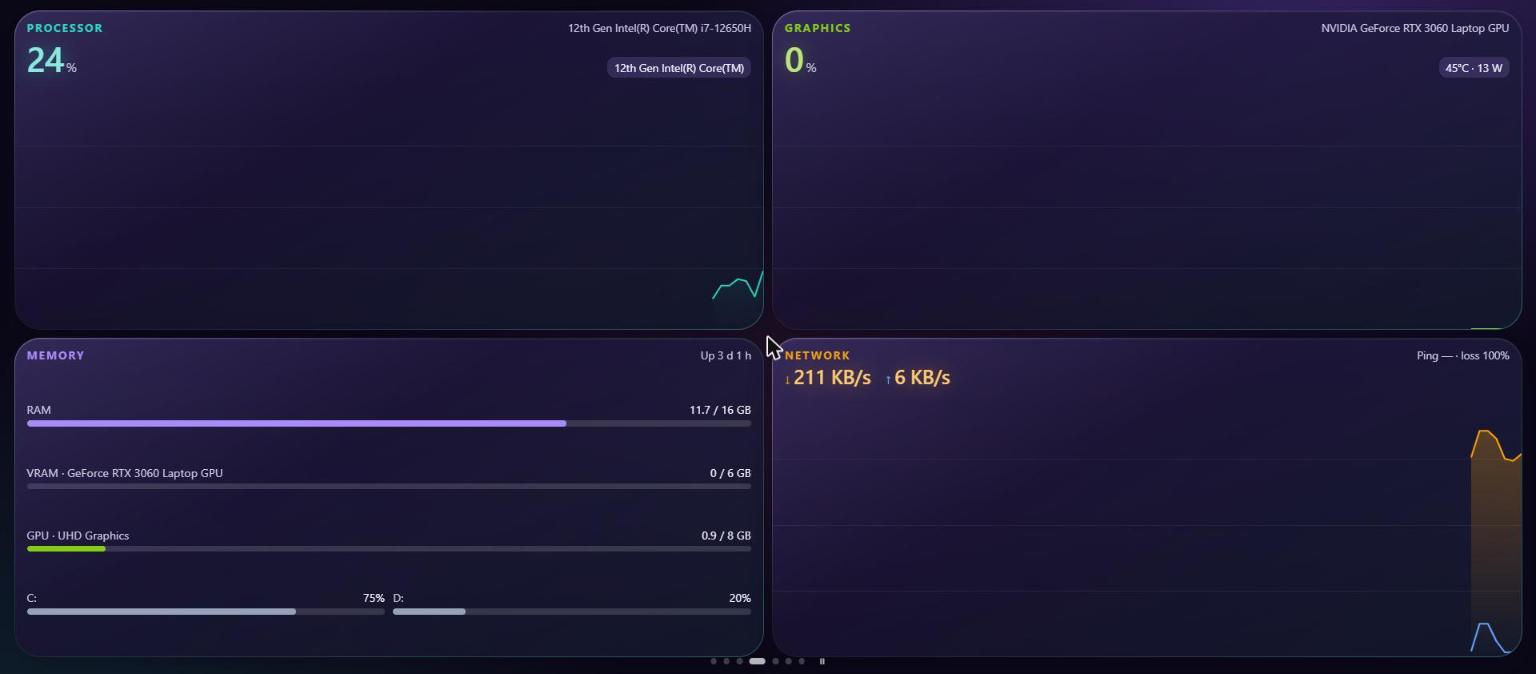 PROCESSOR
12th Gen Intel(R) Core(TM) i7-12650H
24%
12th Gen Intel(R) Core(TM)
GRAPHICS
NVIDIA GeForce RTX 3060 Laptop GPU
0%
45°C · 13 W
MEMORY
Up 3 d 1 h
RAM
11.7 / 16 GB
VRAM · GeForce RTX 3060 Laptop GPU
0 / 6 GB
GPU · UHD Graphics
0.9 / 8 GB
C:
75%
D:
20%
NETWORK
Ping — · loss 100%
↓ 211 KB/s ↑ 6 KB/s